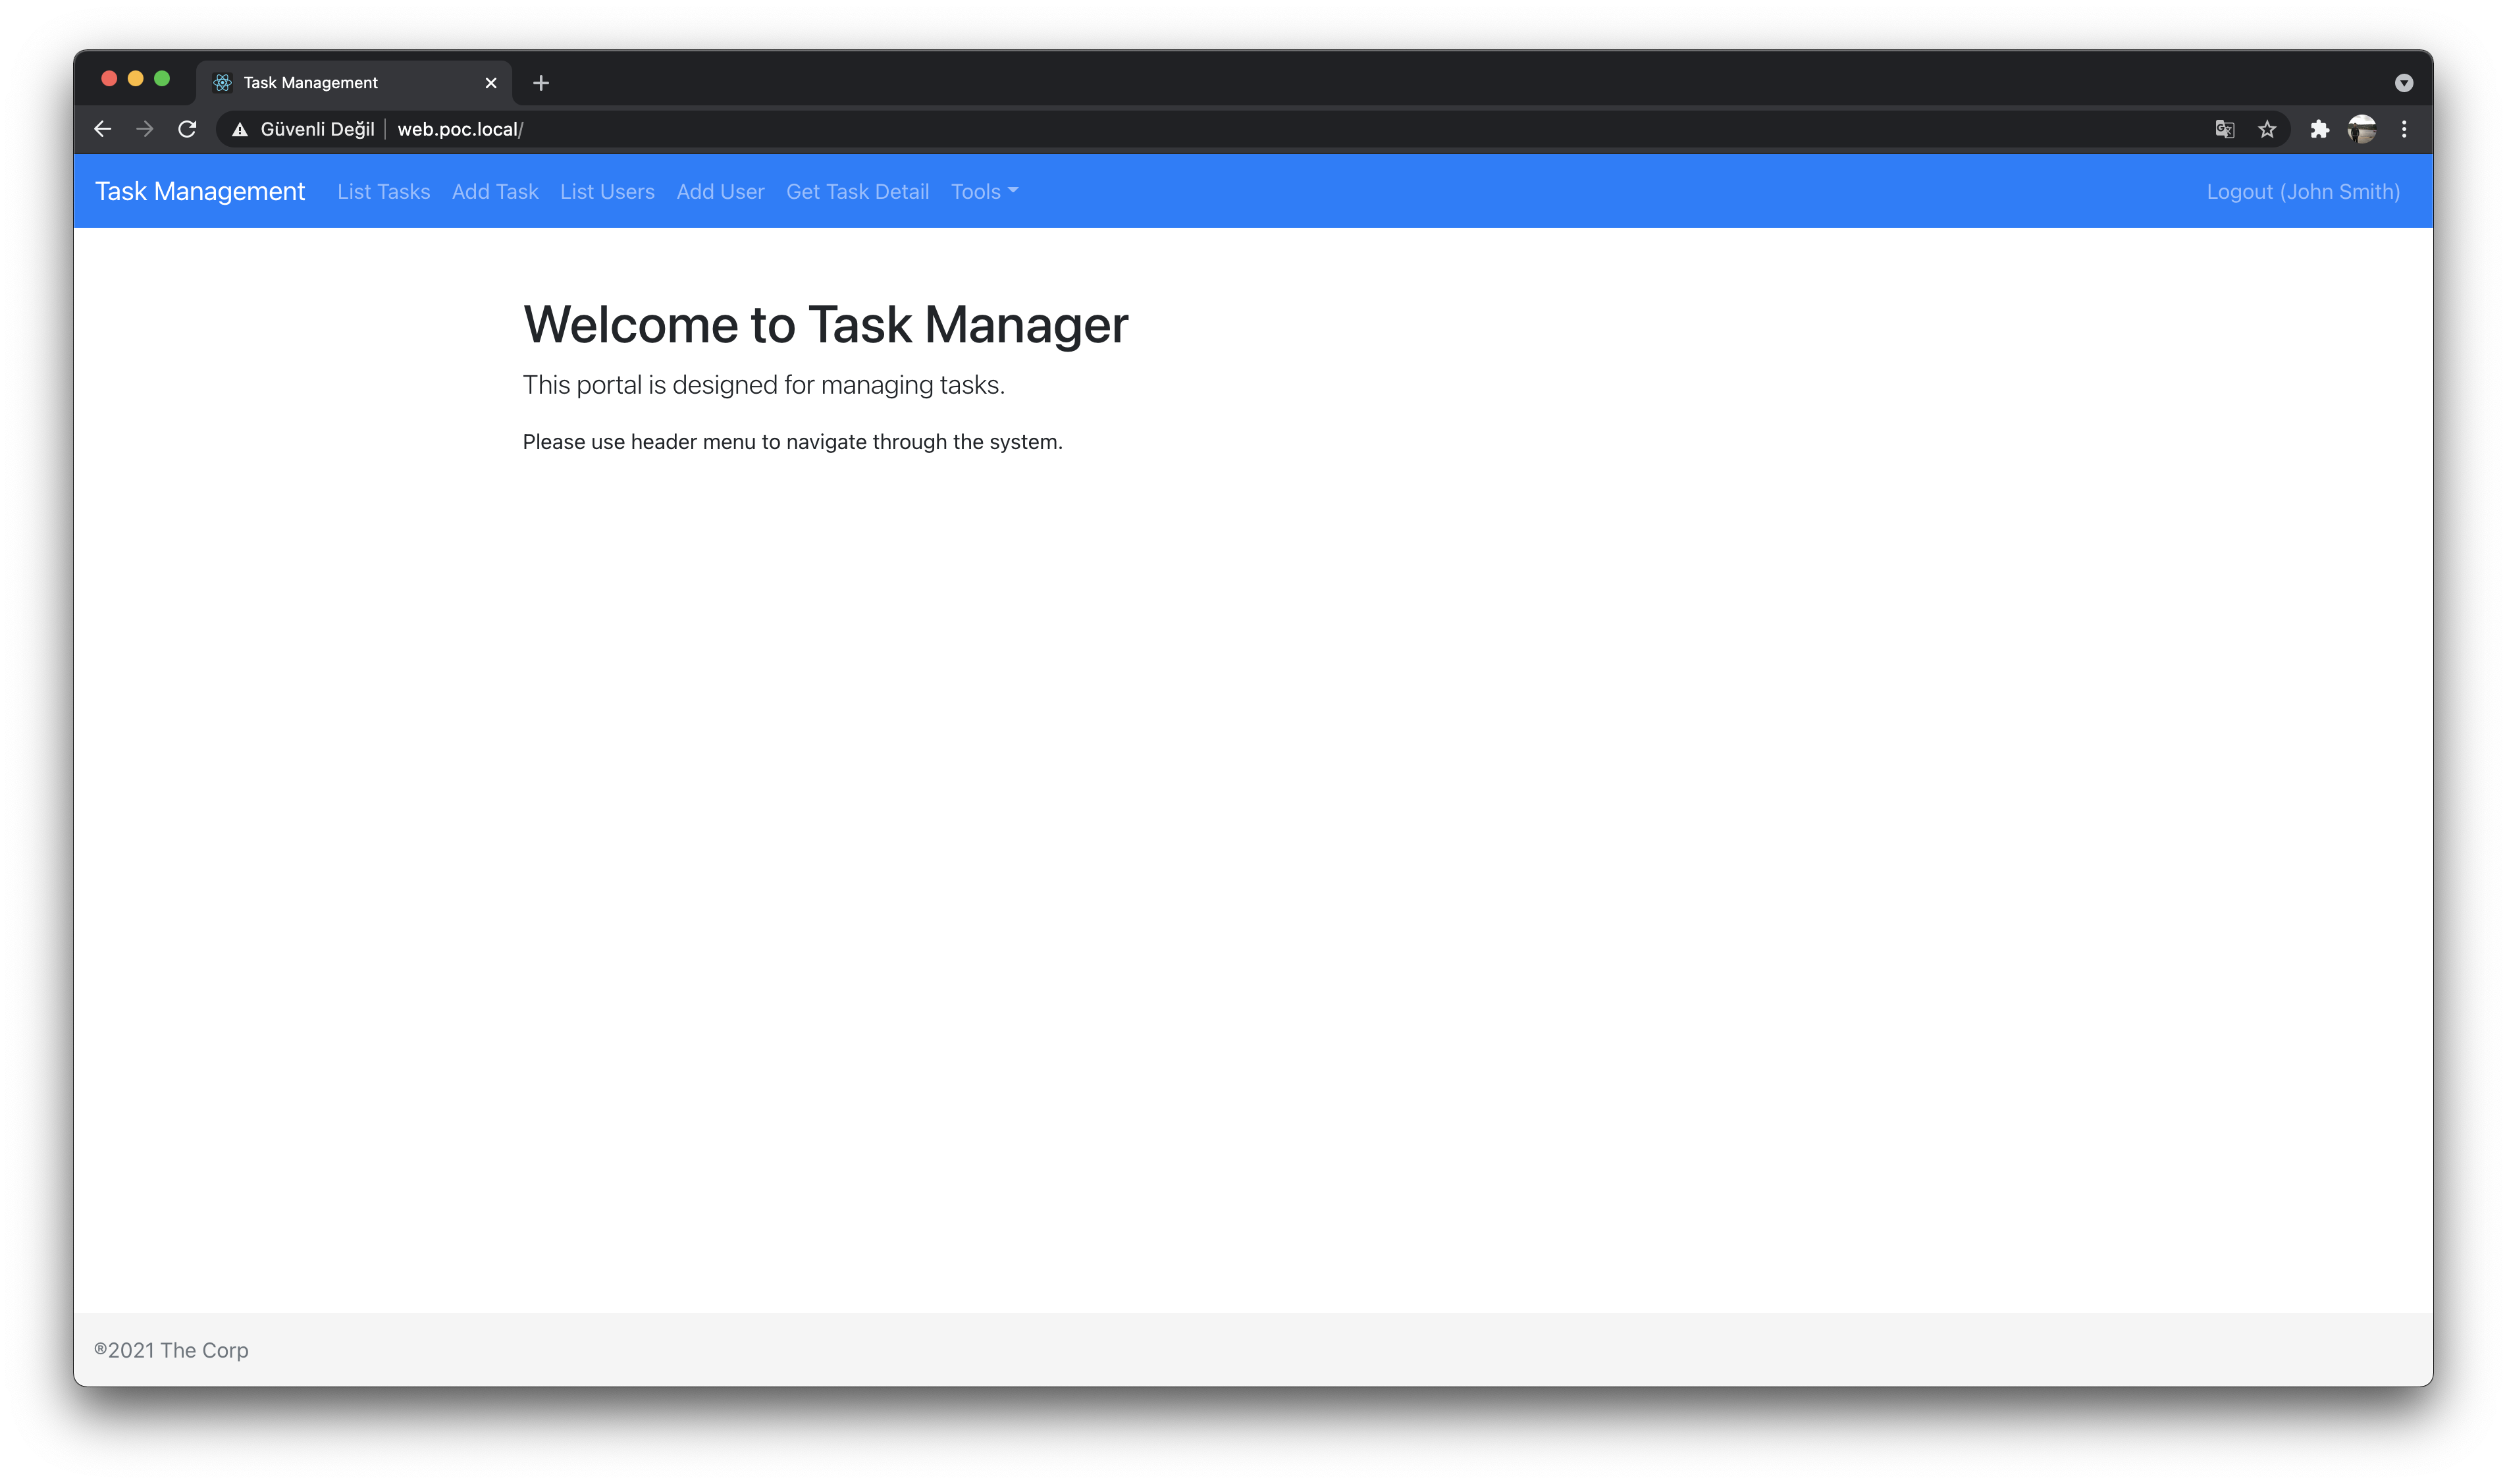 Task Management
Güvenli Değil web.poc.local/
Task Management List Tasks Add Task List Users Add User Get Task Detail Tools Logout (John Smith)
Welcome to Task Manager
This portal is designed for managing tasks.
Please use header menu to navigate through the system.
®2021 The Corp